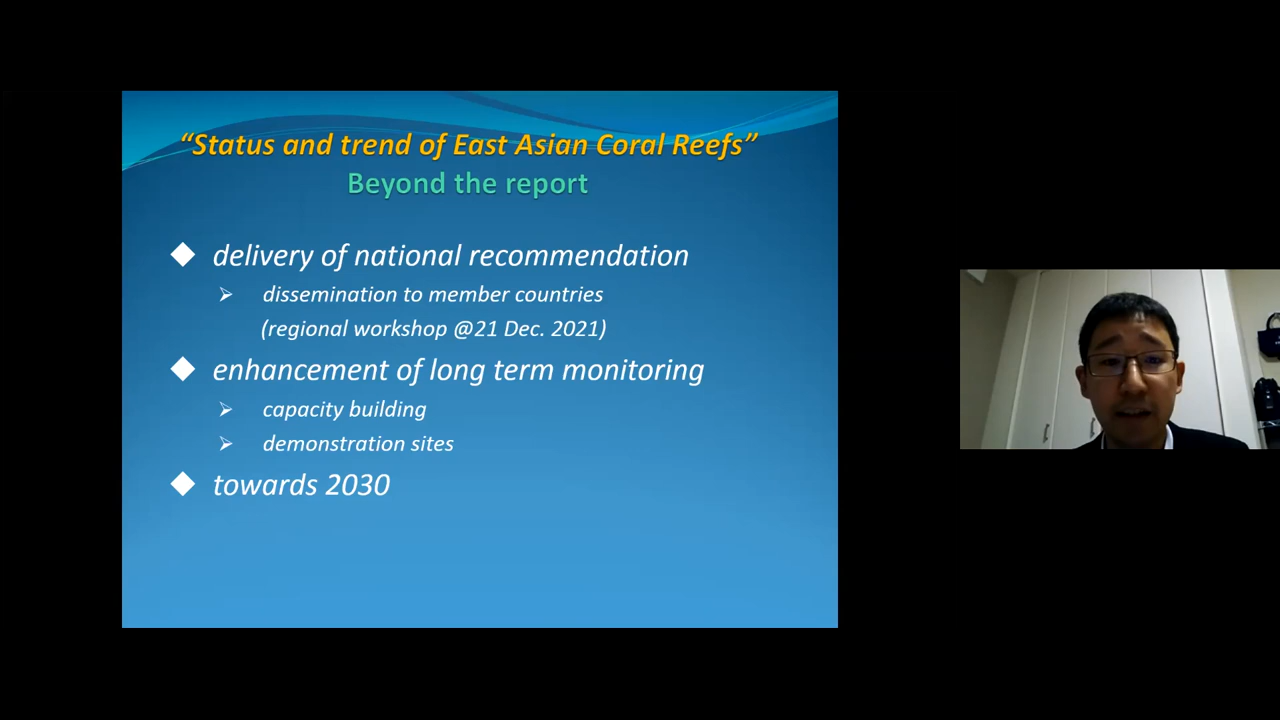 “Status and trend of East Asian Coral Reefs”
Beyond the report
delivery of national recommendation
dissemination to member countries
(regional workshop @21 Dec. 2021)
enhancement of long term monitoring
capacity building
demonstration sites
towards 2030